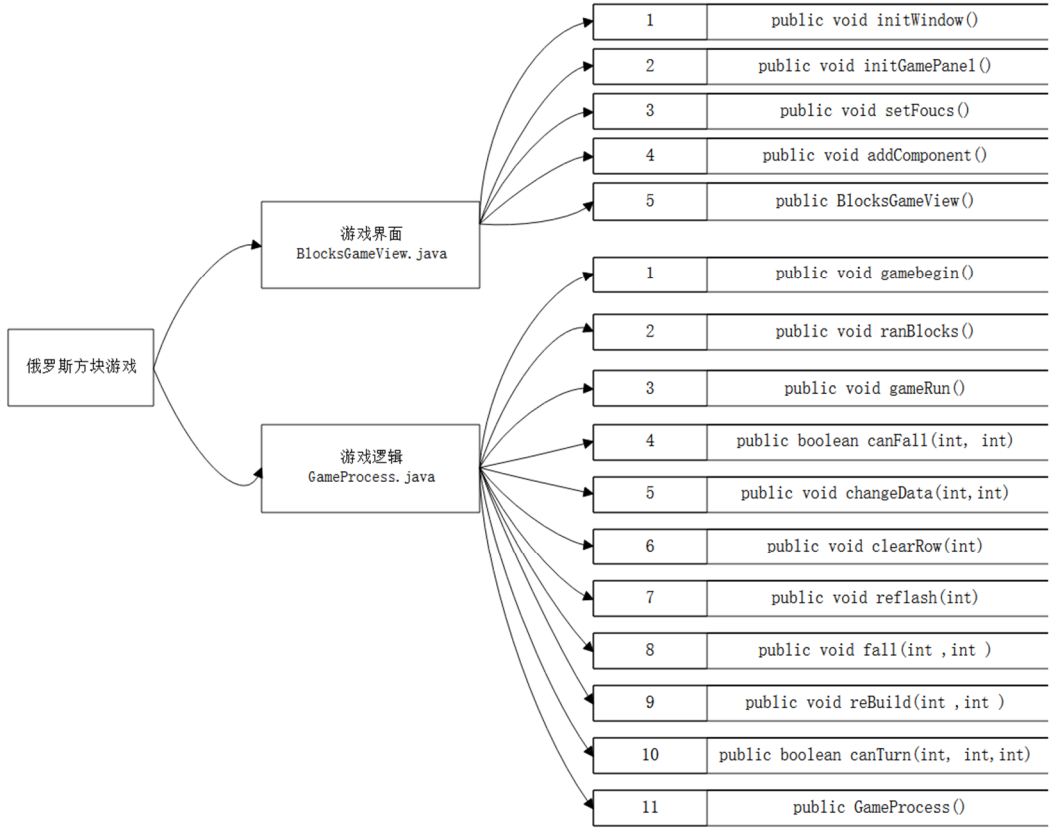 1 public void initWindow()
2 public void initGamePanel()
3 public void setFoucs()
4 public void addComponent()
5 public BlocksGameView()
游戏界面
BlocksGameView.java
俄罗斯方块游戏
游戏逻辑
GameProcess.java
1 public void gamebegin()
2 public void ranBlocks()
3 public void gameRun()
4 public boolean canFall(int, int)
5 public void changeData(int,int)
6 public void clearRow(int)
7 public void reflash(int)
8 public void fall(int ,int )
9 public void reBuild(int ,int )
10 public boolean canTurn(int, int,int)
11 public GameProcess()